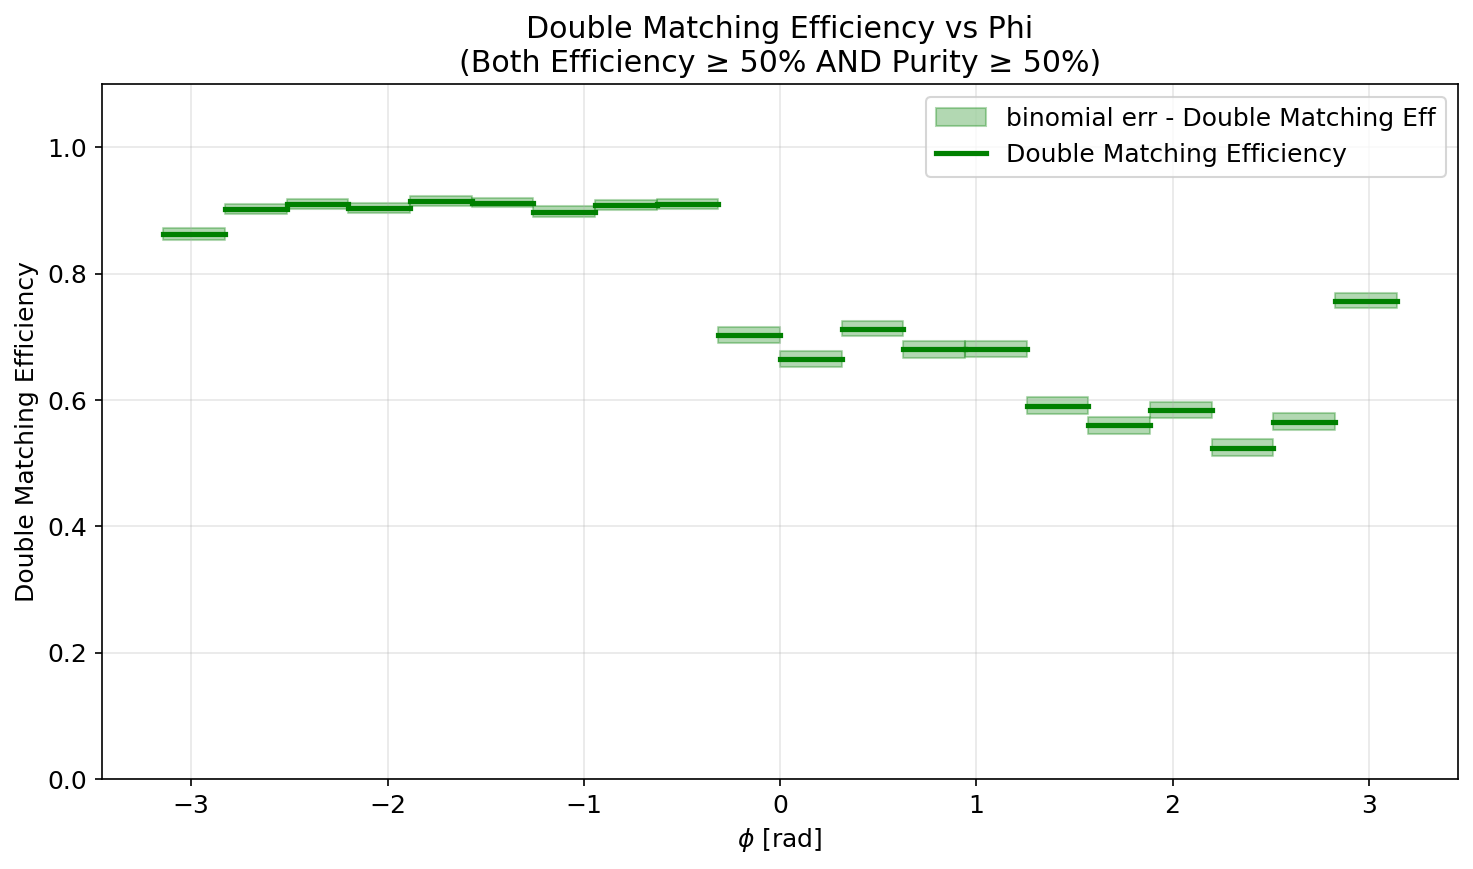 Double Matching Efficiency vs Phi
(Both Efficiency ≥ 50% AND Purity ≥ 50%)
binomial err - Double Matching Eff
Double Matching Efficiency
Double Matching Efficiency
1.0
0.8
0.6
0.4
0.2
0.0
−3 −2 −1 0 1 2 3
ϕ [rad]